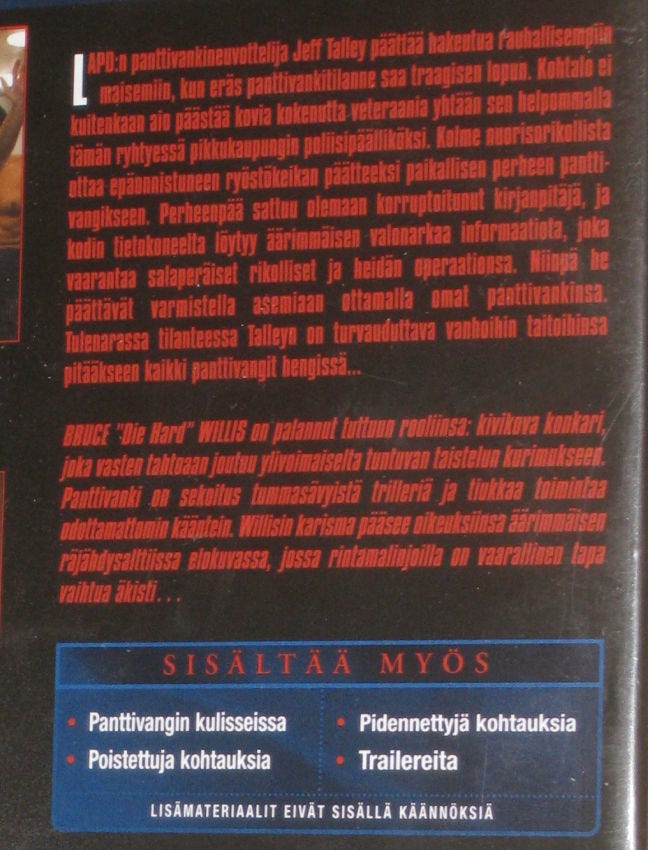 LAPD:n panttivankineuvottelija Jeff Talley päättää hakeutua rauhallisempiin
maisemiin, kun eräs panttivankitilanne saa traagisen lopun. Kohtalo ei
kuitenkaan aio päästää kovia kokenutta veteraania yhtään sen helpommalla
tämän ryhtyessä pikkukaupungin poliisipäälliköksi. Kolme nuorisorikollista
ottaa epäonnistuneen ryöstökeikan päätteeksi paikallisen perheen pantti-
vangikseen. Perheenpää sattuu olemaan korruptoitunut kirjanpitäjä, ja
kodin tietokoneelta löytyy äärimmäisen valonarkaa informaatiota, joka
vaarantaa salaperäiset rikolliset ja heidän operaationsa. Niinpä he
päättävät varmistella asemiaan ottamalla omat panttivankinsa.
Tulenarassa tilanteessa Talleyn on turvauduttava vanhoihin taitoihinsa
pitääkseen kaikki panttivangit hengissä...
BRUCE "Die Hard" WILLIS on palannut tuttuun rooliinsa: kivikova konkari,
joka vasten tahtoaan joutuu ylivoimaiselta tuntuvan taistelun kurimukseen.
Panttivanki on sekoitus tummasävyistä trilleriä ja tiukkaa toimintaa
odottamattomin kääntein. Willisin karisma pääsee oikeuksiinsa äärimmäisen
räjähdysalttiissa elokuvassa, jossa rintamalinjoilla on vaarallinen tapa
vaihtua äkisti...
SISÄLTÄÄ MYÖS
• Panttivangin kulisseissa
• Poistettuja kohtauksia
• Pidennettyjä kohtauksia
• Trailereita
LISÄMATERIAALIT EIVÄT SISÄLLÄ KÄÄNNÖKSIÄ